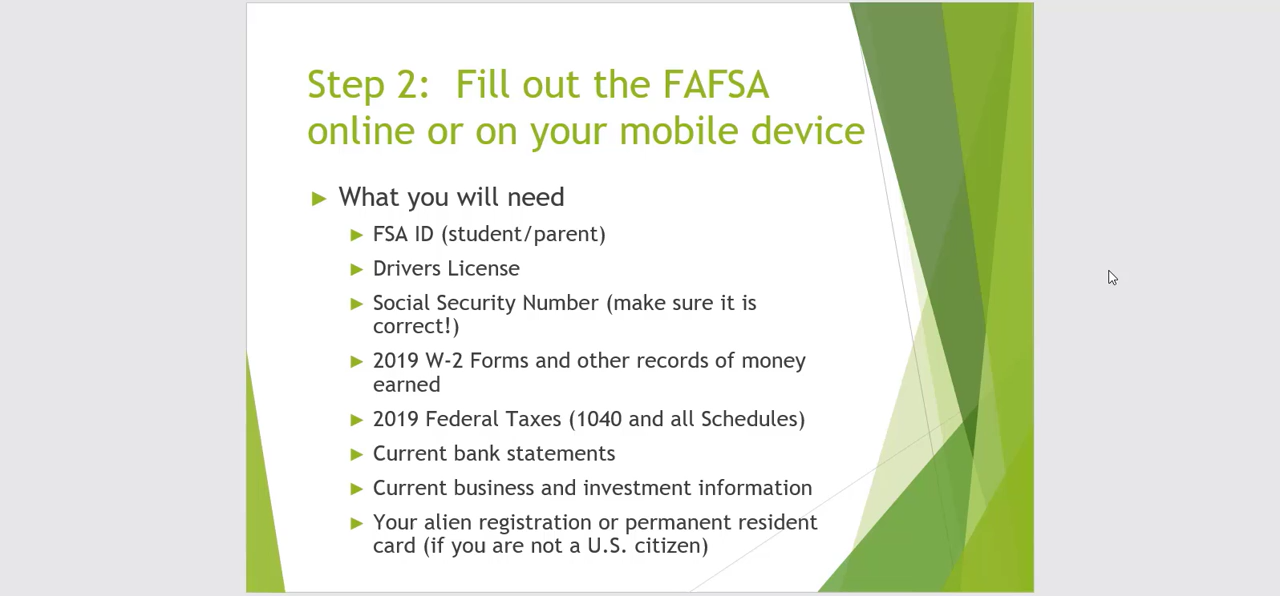 Step 2:  Fill out the FAFSA
online or on your mobile device
What you will need
FSA ID (student/parent)
Drivers License
Social Security Number (make sure it is
correct!)
2019 W-2 Forms and other records of money
earned
2019 Federal Taxes (1040 and all Schedules)
Current bank statements
Current business and investment information
Your alien registration or permanent resident
card (if you are not a U.S. citizen)